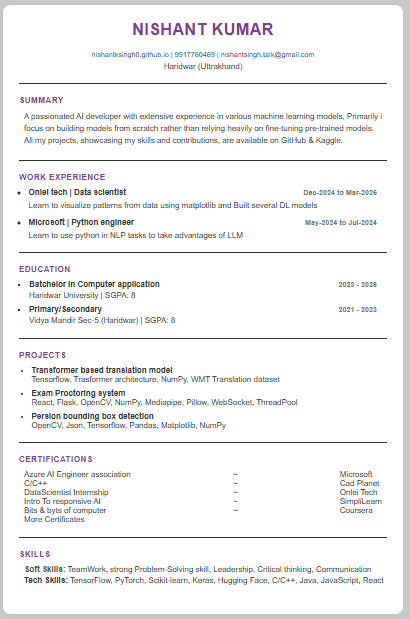 NISHANT KUMAR
nishantksingh0.github.io | 9917760469 | nishantsingh.talk@gmail.com
Haridwar (Uttrakhand)
SUMMARY
A passionated AI developer with extensive experience in various machine learning models, Primarily i
focus on building models from scratch rather than relying heavily on fine-tuning pre-trained models.
All my projects, showcasing my skills and contributions, are available on GitHub & Kaggle.
WORK EXPERIENCE
• Onlei tech | Data scientist Dec-2024 to Mar-2025
Learn to visualize patterns from data using matplotlib and Built several DL models
• Microsoft | Python engineer May-2024 to Jul-2024
Learn to use python in NLP tasks to take advantages of LLM
EDUCATION
• Batchelor in Computer application 2023 - 2026
Haridwar University | SGPA: 8
• Primary/Secondary 2021 - 2023
Vidya Mandir Sec-5 (Haridwar) | SGPA: 8
PROJECTS
• Transformer based translation model
Tensorflow, Trasformer architecture, NumPy, WMT Translation dataset
• Exam Proctoring system
React, Flask, OpenCV, NumPy, Mediapipe, Pillow, WebSocket, ThreadPool
• Persion bounding box detection
OpenCV, Json, Tensorflow, Pandas, Matplotlib, NumPy
CERTIFICATIONS
Azure AI Engineer association ~ Microsoft
C/C++ ~ Cad Planet
DataScientist Internship ~ Onlei Tech
Intro To responsive AI ~ SimpliLearn
Bits & byts of computer ~ Coursera
More Certificates
SKILLS
Soft Skills: TeamWork, strong Problem-Solving skill, Leadership, Critical thinking, Communication
Tech Skills: TensorFlow, PyTorch, Scikit-learn, Keras, Hugging Face, C/C++, Java, JavaScript, React